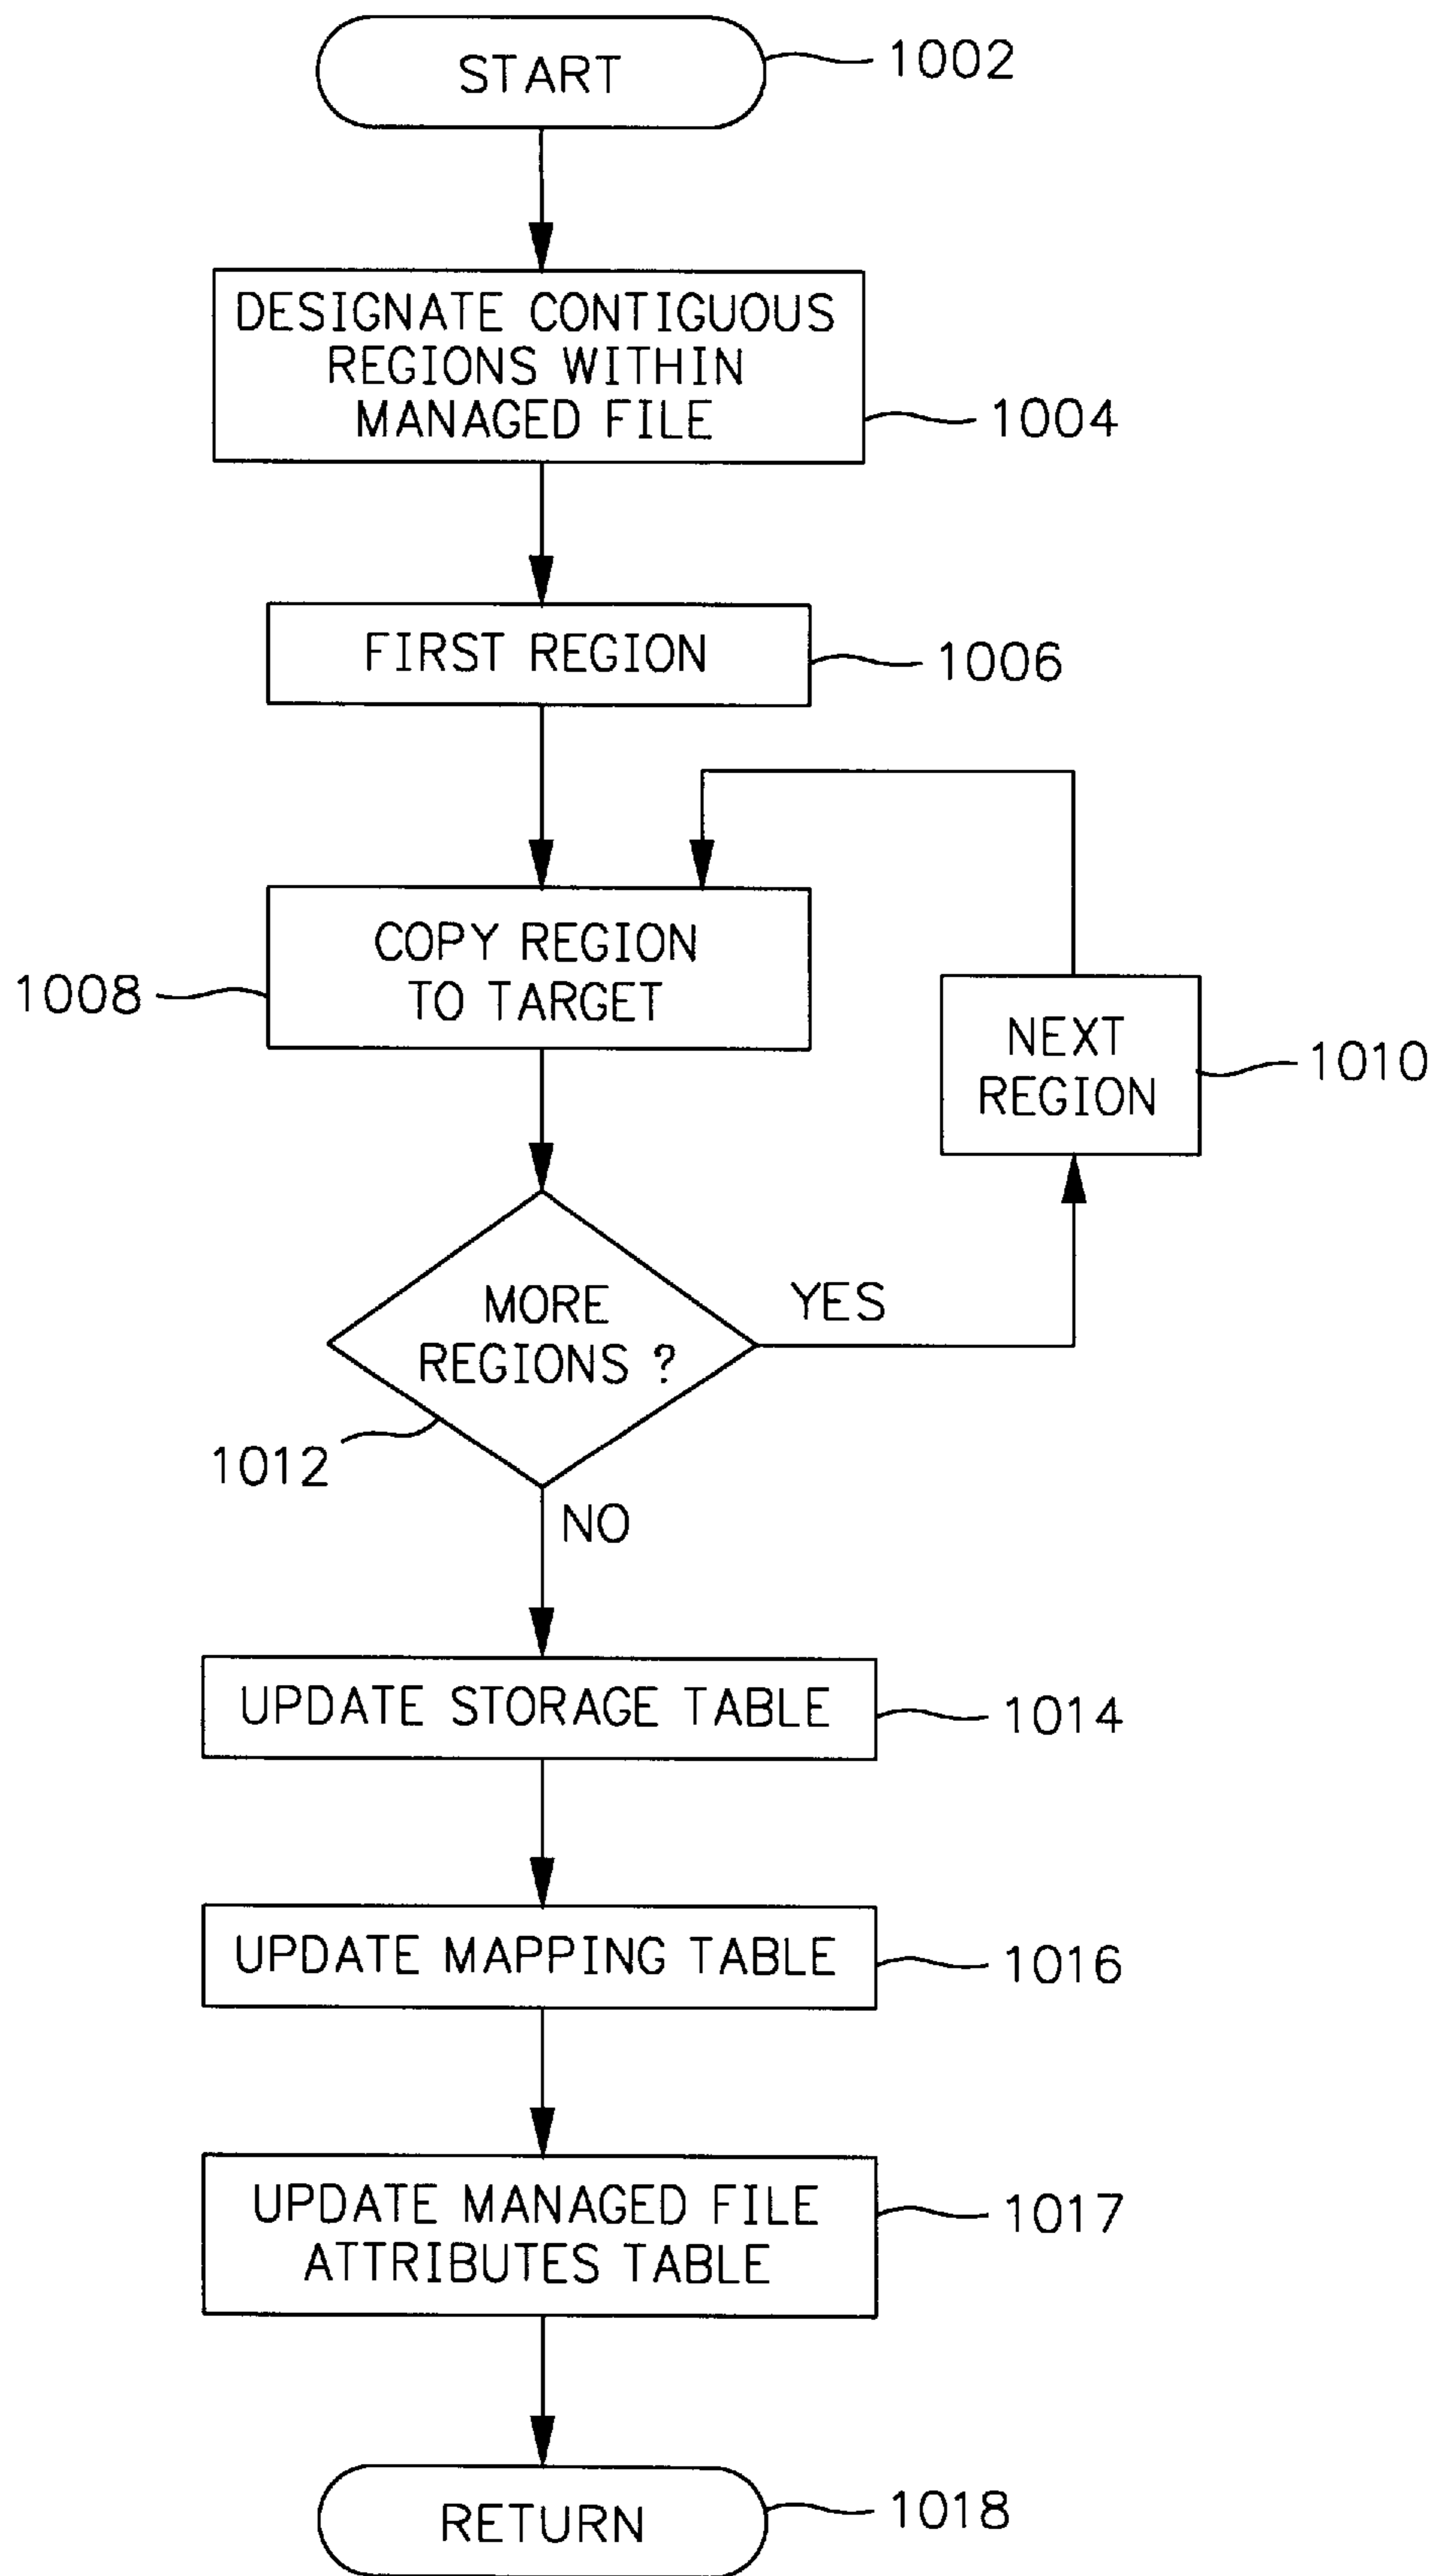 START
1002
DESIGNATE CONTIGUOUS
REGIONS WITHIN
MANAGED FILE
1004
FIRST REGION
1006
COPY REGION
TO TARGET
1008
NEXT
REGION
1010
MORE
REGIONS ?
YES
1012
NO
UPDATE STORAGE TABLE
1014
UPDATE MAPPING TABLE
1016
UPDATE MANAGED FILE
ATTRIBUTES TABLE
1017
RETURN
1018